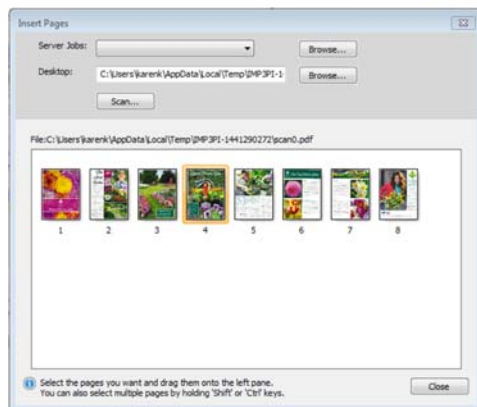 Insert Pages
Server Jobs:
Browse...
Desktop:
C:\Users\karenk\AppData\Local\Temp\IMP3PI-1
Browse...
Scan...
File:C:\Users\karenk\AppData\Local\Temp\IMP3PI-1441290272\scan0.pdf
1 2 3 4 5 6 7 8
Select the pages you want and drag them onto the left pane.
You can also select multiple pages by holding 'Shift' or 'Ctrl' keys.
Close